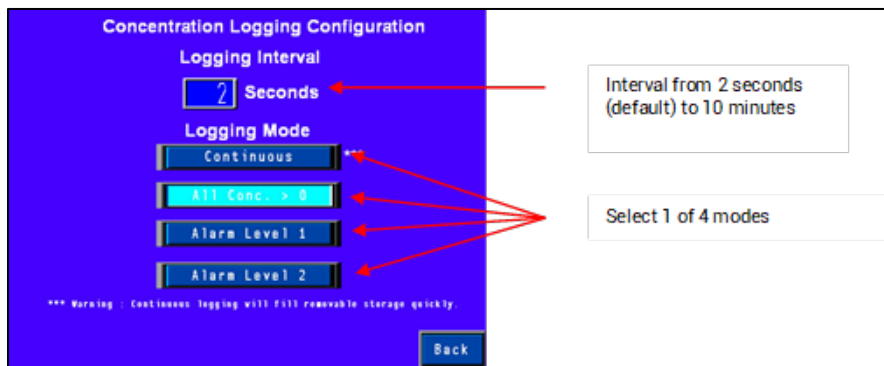 Concentration Logging Configuration
Logging Interval
2 Seconds
Interval from 2 seconds
(default) to 10 minutes
Logging Mode
Continuous ***
All Conc. > 0
Select 1 of 4 modes
Alarm Level 1
Alarm Level 2
*** Warning : Continuous logging will fill removable storage quickly.
Back